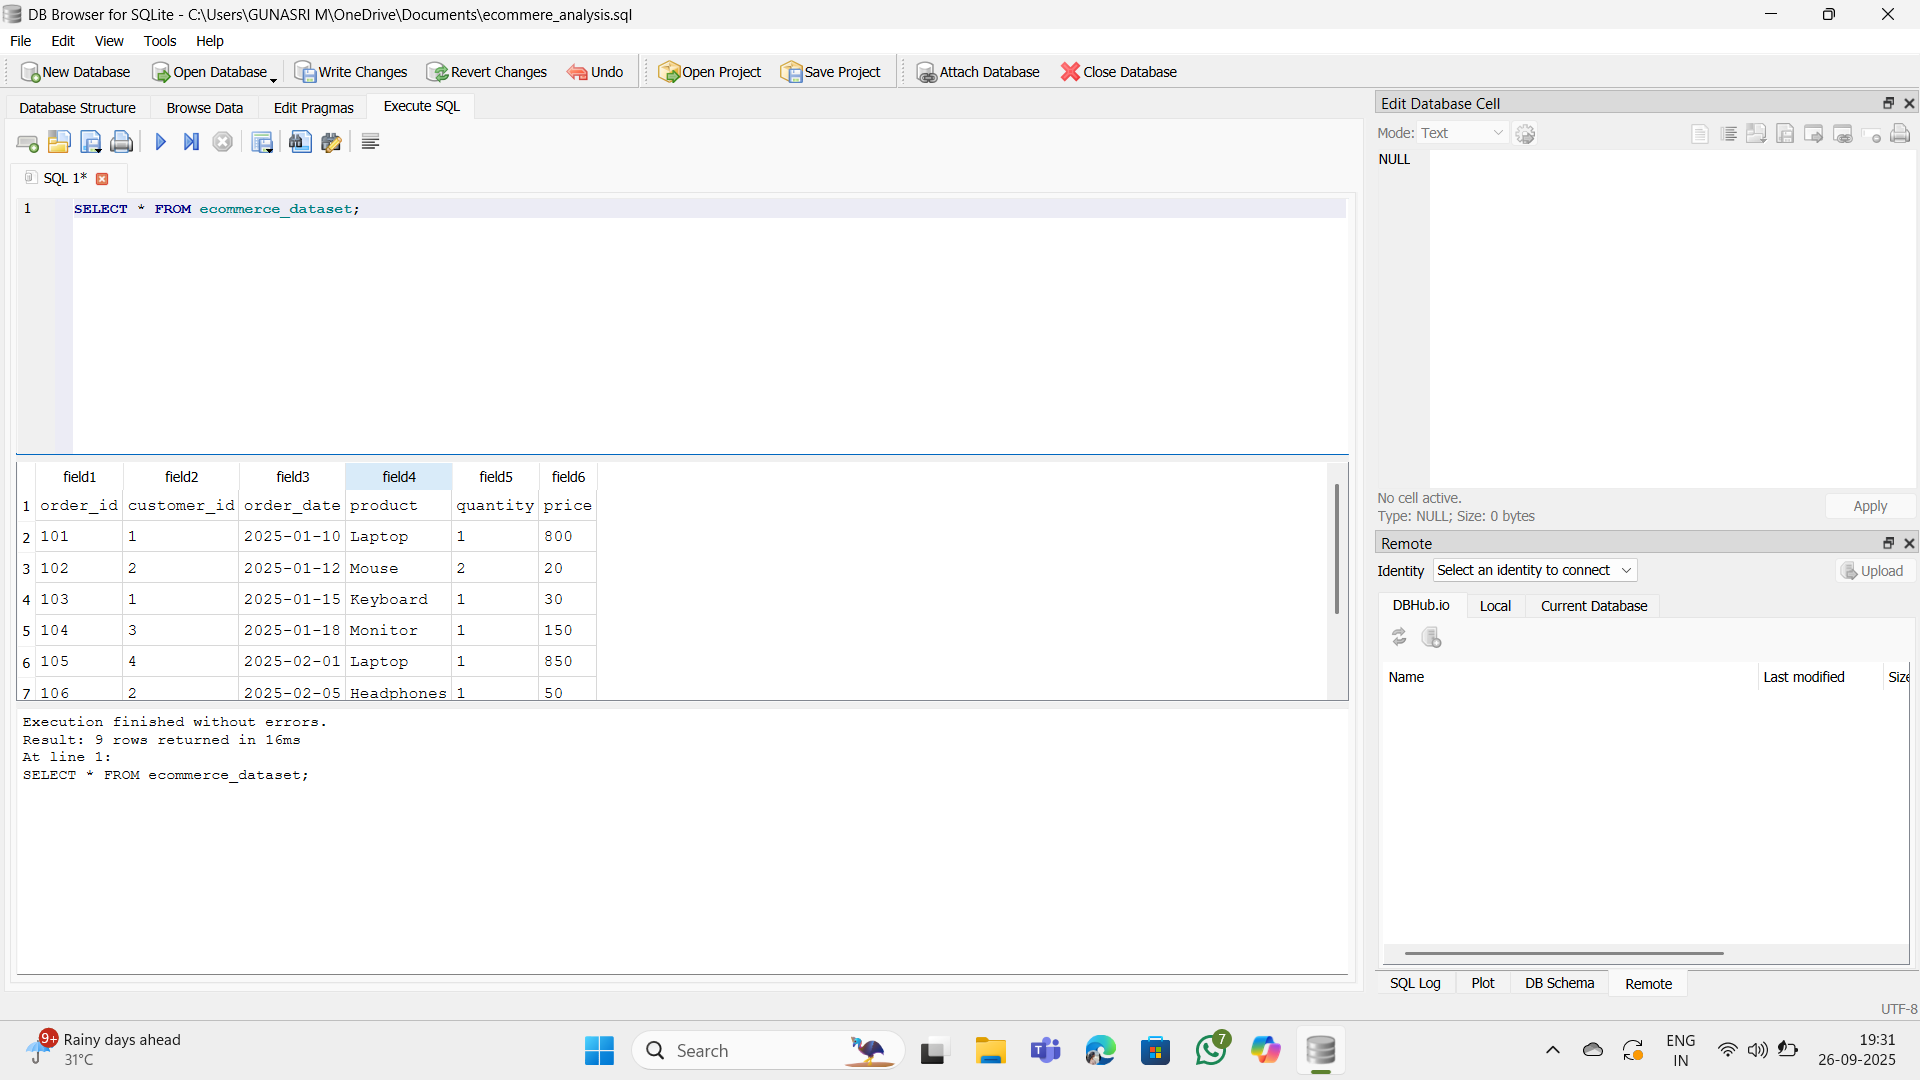 DB Browser for SQLite - C:\Users\GUNASRI M\OneDrive\Documents\ecommere_analysis.sql
File Edit View Tools Help
New Database Open Database Write Changes Revert Changes Undo Open Project Save Project Attach Database Close Database
Database Structure Browse Data Edit Pragmas Execute SQL
SQL 1*
1 SELECT * FROM ecommerce_dataset;
field1 field2 field3 field4 field5 field6
1 order_id customer_id order_date product quantity price
2 101 1 2025-01-10 Laptop 1 800
3 102 2 2025-01-12 Mouse 2 20
4 103 1 2025-01-15 Keyboard 1 30
5 104 3 2025-01-18 Monitor 1 150
6 105 4 2025-02-01 Laptop 1 850
7 106 2 2025-02-05 Headphones 1 50
Execution finished without errors.
Result: 9 rows returned in 16ms
At line 1:
SELECT * FROM ecommerce_dataset;
Edit Database Cell
Mode: Text
NULL
No cell active.
Type: NULL; Size: 0 bytes
Apply
Remote
Identity Select an identity to connect Upload
DBHub.io Local Current Database
Name Last modified Size
SQL Log Plot DB Schema Remote
UTF-8
9+ Rainy days ahead
31°C
Search
7
ENG
IN
19:31
26-09-2025